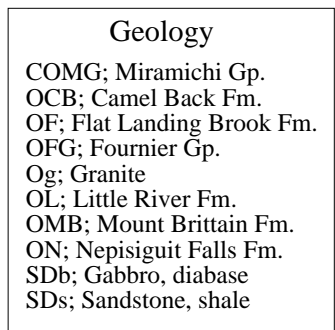 Geology
COMG; Miramichi Gp.
OCB; Camel Back Fm.
OF; Flat Landing Brook Fm.
OFG; Fournier Gp.
Og; Granite
OL; Little River Fm.
OMB; Mount Brittain Fm.
ON; Nepisiguit Falls Fm.
SDb; Gabbro, diabase
SDs; Sandstone, shale